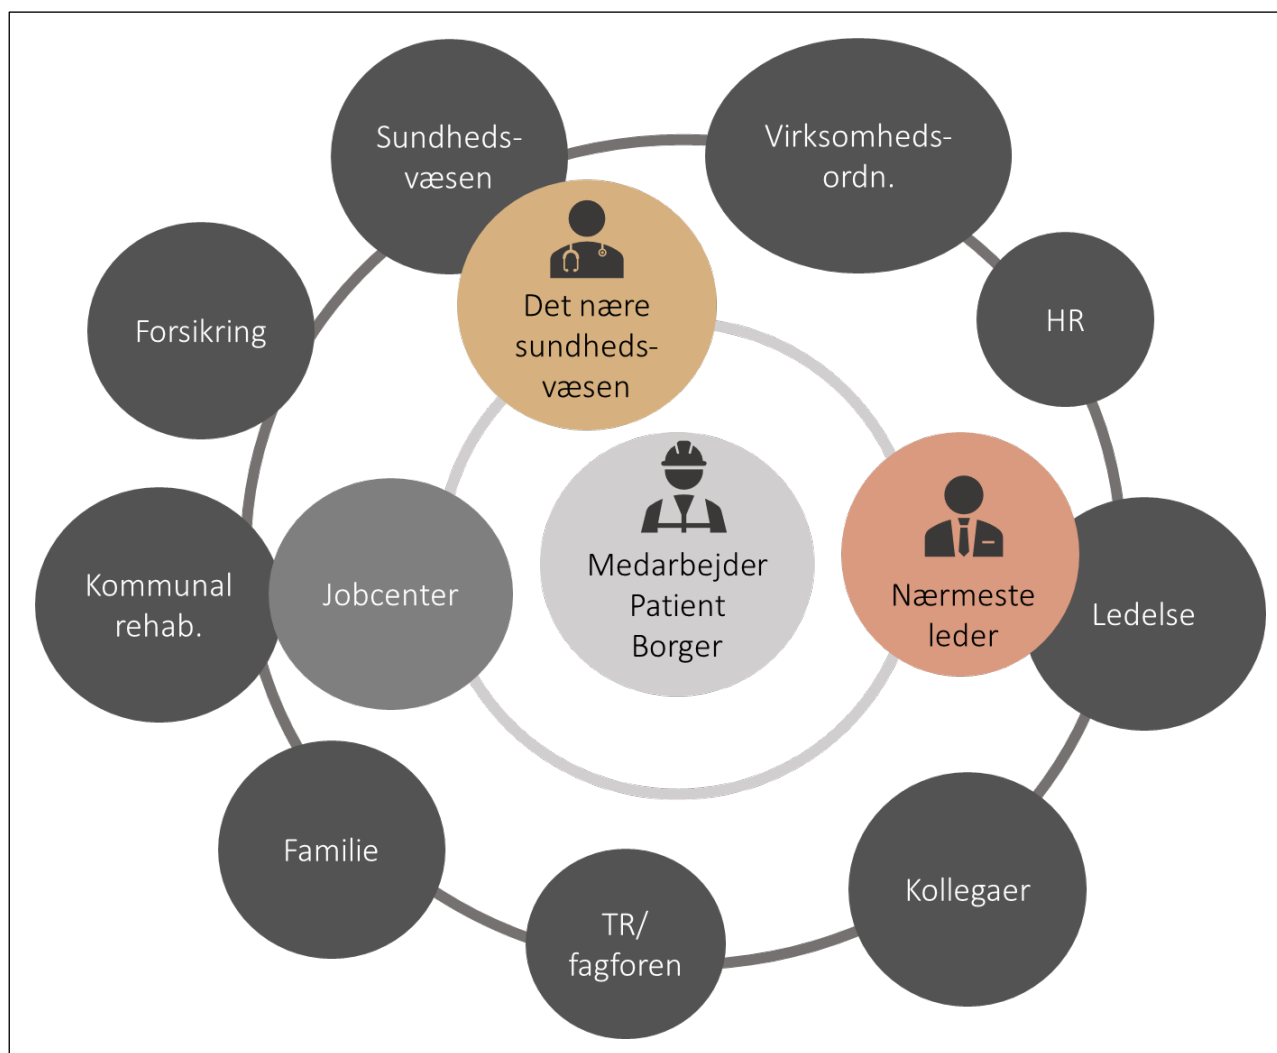 Sundheds-
væsen
Virksomheds-
ordn.
Det nære
sundheds-
væsen
Forsikring
HR
Medarbejder
Patient
Borger
Nærmeste
leder
Ledelse
Kommunal
rehab.
Jobcenter
Familie
Kollegaer
TR/
fagforen